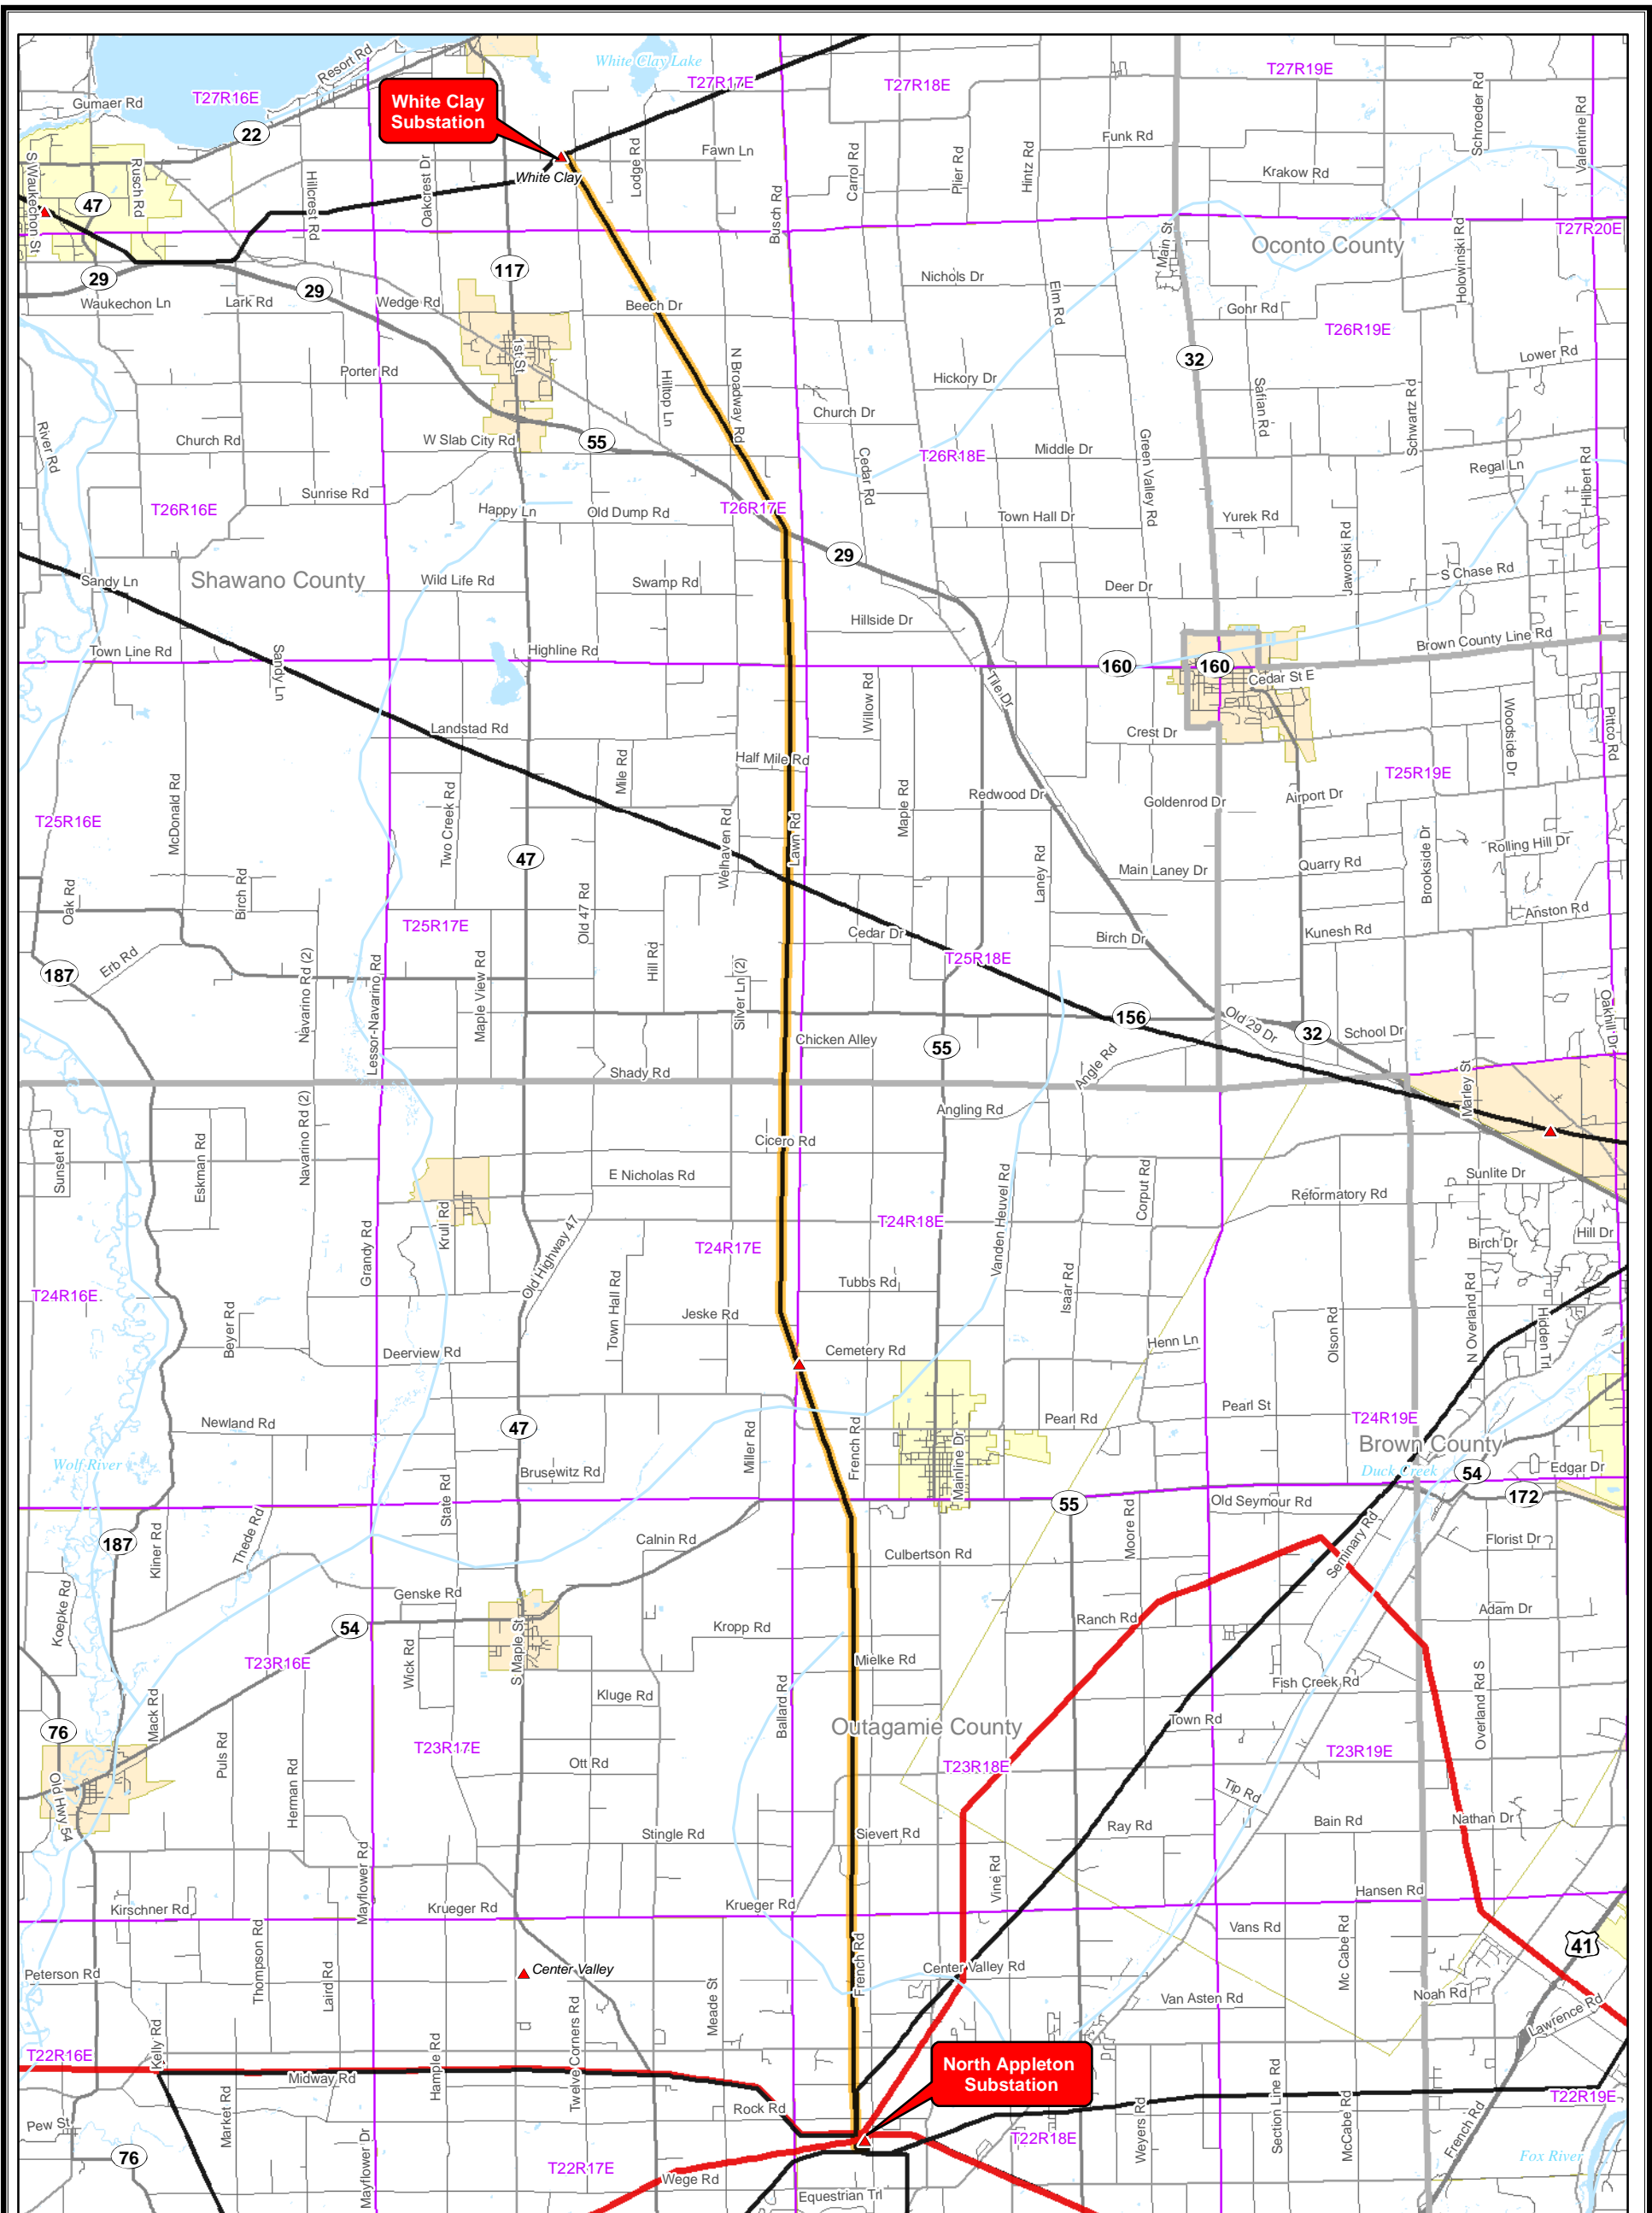 Resort Rd
White Clay Lake
T27R17E
T27R18E
T27R19E
Schroeder Rd
Valentine Rd
T27R16E
Gumaer Rd
White Clay
Substation
22
Funk Rd
Fawn Ln
Lodge Rd
Carrol Rd
Plier Rd
Hintz Rd
Krakow Rd
S Waukechon St
Rusch Rd
Hillcrest Rd
Oakcrest Dr
White Clay
47
Busch Rd
Main St
Oconto County
T27R20E
Holowinski Rd
29
117
Nichols Dr
Elm Rd
Waukechon Ln
Lark Rd
29
Wedge Rd
Beech Dr
Gohr Rd
T26R19E
1st St
32
Lower Rd
Porter Rd
Hilltop Ln
N Broadway Rd
Hickory Dr
Safian Rd
Schwartz Rd
River Rd
Church Rd
W Slab City Rd
55
Church Dr
Cedar Rd
T26R18E
Middle Dr
Green Valley Rd
Regal Ln
Hilbert Rd
T26R16E
Sunrise Rd
Happy Ln
Old Dump Rd
T26R17E
Town Hall Dr
Yurek Rd
Jaworski Rd
29
Sandy Ln
Shawano County
Wild Life Rd
Swamp Rd
Deer Dr
S Chase Rd
Hillside Dr
Town Line Rd
Sandy Ln
Highline Rd
160
160
Brown County Line Rd
Cedar St E
Tile Dr
Willow Rd
Woodside Dr
Pittco Rd
Landstad Rd
Half Mile Rd
Crest Dr
Mile Rd
T25R19E
McDonald Rd
Two Creek Rd
Maple Rd
Redwood Dr
Goldenrod Dr
Airport Dr
T25R16E
Weihaven Rd
Lawn Rd
Rolling Hill Dr
47
Laney Rd
Main Laney Dr
Quarry Rd
Brookside Dr
Oak Rd
Birch Rd
Old 47 Rd
Anston Rd
T25R17E
Cedar Dr
Birch Dr
Kunesh Rd
Erb Rd
187
Navarino Rd (2)
Lessor-Navarino Rd
Maple View Rd
Hill Rd
Silver Ln (2)
T25R18E
156
Old 29 Dr
32
School Dr
Oakhill Dr
Chicken Alley
55
Shady Rd
Angle Rd
Marley St
Navarino Rd (2)
Angling Rd
Sunset Rd
Eskman Rd
Cicero Rd
E Nicholas Rd
Vanden Heuvel Rd
Corput Rd
Sunlite Dr
Reformatory Rd
Krull Rd
T24R18E
Grandy Rd
Old Highway 47
T24R17E
Birch Dr
Hill Dr
T24R16E
Tubbs Rd
Isaar Rd
Beyer Rd
Town Hall Rd
Jeske Rd
Olson Rd
N Overland Rd
Hidden Trl
Deerview Rd
Cemetery Rd
Henn Ln
Newland Rd
47
Miller Rd
French Rd
Mainline Dr
Pearl Rd
Pearl St
T24R19E
Brown County
Wolf River
Brusewitz Rd
Duck Creek
54
Edgar Dr
State Rd
55
Old Seymour Rd
172
187
Kliner Rd
Thede Rd
Calnin Rd
Culbertson Rd
Moore Rd
Seminary Rd
Florist Dr
Koepke Rd
Genske Rd
54
Kropp Rd
Ranch Rd
Adam Dr
T23R16E
Wick Rd
S Maple St
Mielke Rd
Fish Creek Rd
Overland Rd S
Mack Rd
Kluge Rd
Ballard Rd
Outagamie County
Town Rd
76
Puls Rd
T23R17E
Ott Rd
T23R18E
T23R19E
Old Hwy 54
Herman Rd
Tip Rd
Stingle Rd
Sievert Rd
Ray Rd
Bain Rd
Nathan Dr
Mayflower Rd
Vine Rd
Kirschner Rd
Krueger Rd
Krueger Rd
Hansen Rd
Thompson Rd
French Rd
Vans Rd
Mc Cabe Rd
41
Peterson Rd
Laird Rd
Center Valley
Center Valley Rd
Meade St
Van Asten Rd
Noah Rd
Lawrence Rd
Kelly Rd
Hample Rd
Twelve Corners Rd
T22R16E
Midway Rd
North Appleton
Substation
Market Rd
Rock Rd
T22R19E
Pew St
Weyers Rd
Section Line Rd
McCabe Rd
French Rd
T22R18E
76
Mayflower Dr
T22R17E
Wege Rd
Fox River
Equestrian Trl